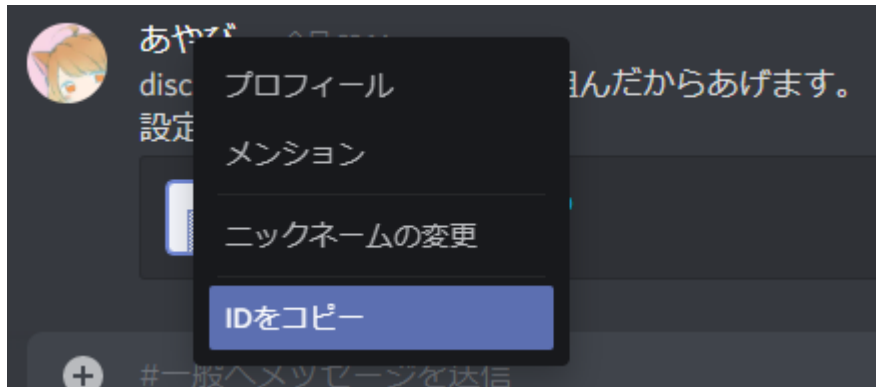 あやび
disc
んだからあげます。
設定
プロフィール
メンション
ニックネームの変更
IDをコピー
#一般へメッセージを送信